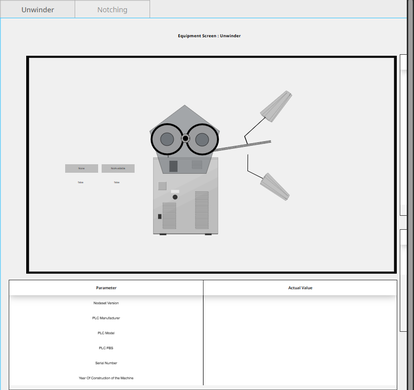 Unwinder
Notching
Equipment Screen : Unwinder
Parameter
Actual Value
Nodeset Version
PLC Manufacturer
PLC Model
PLC MBS
Serial Number
Year Of Construction of the Machine